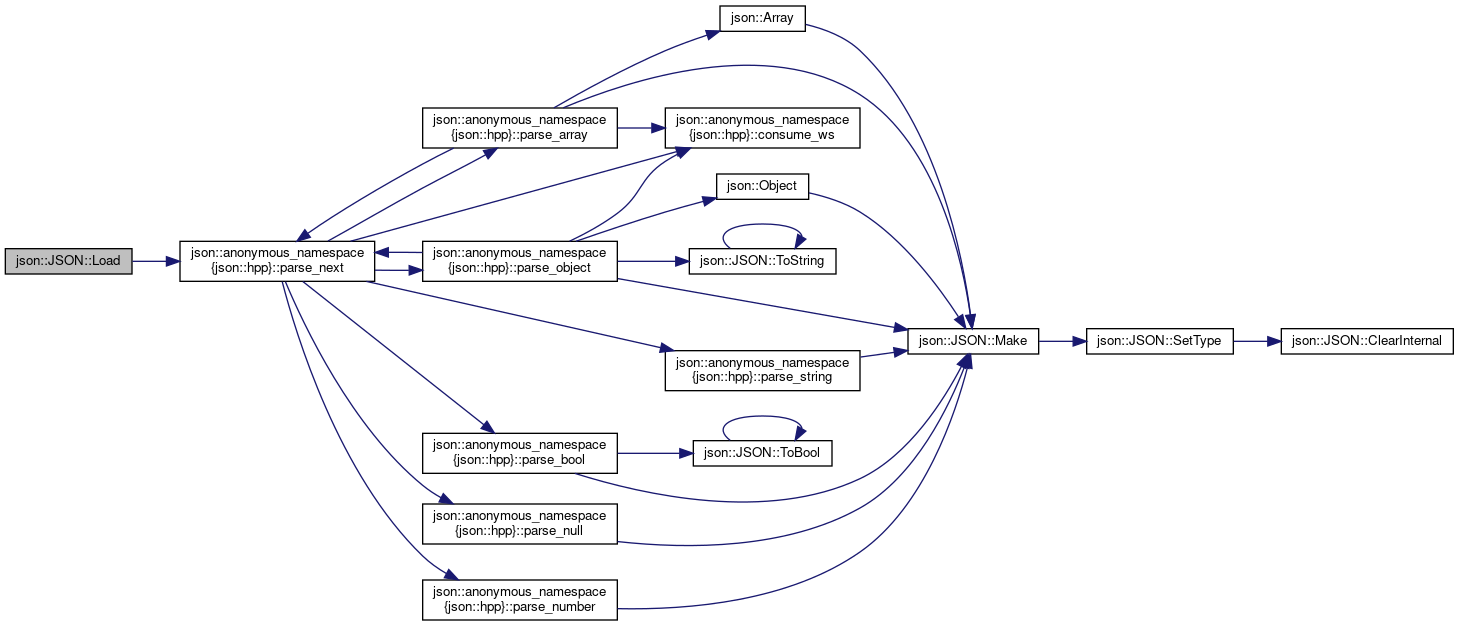 json::Array
json::anonymous_namespace
{json::hpp}::parse_array
json::anonymous_namespace
{json::hpp}::consume_ws
json::Object
json::JSON::Load
json::anonymous_namespace
{json::hpp}::parse_next
json::anonymous_namespace
{json::hpp}::parse_object
json::JSON::ToString
json::JSON::Make
json::JSON::SetType
json::JSON::ClearInternal
json::anonymous_namespace
{json::hpp}::parse_string
json::anonymous_namespace
{json::hpp}::parse_bool
json::JSON::ToBool
json::anonymous_namespace
{json::hpp}::parse_null
json::anonymous_namespace
{json::hpp}::parse_number